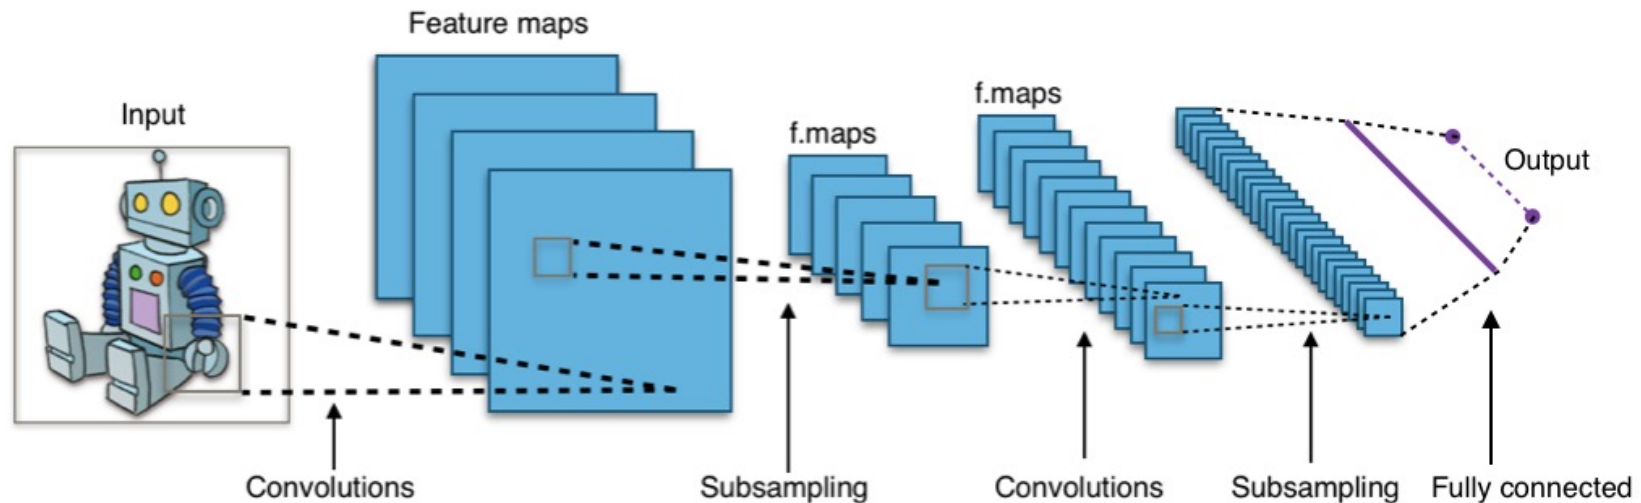 Feature maps
Input
f.maps
f.maps
Output
Convolutions
Subsampling
Convolutions
Subsampling
Fully connected